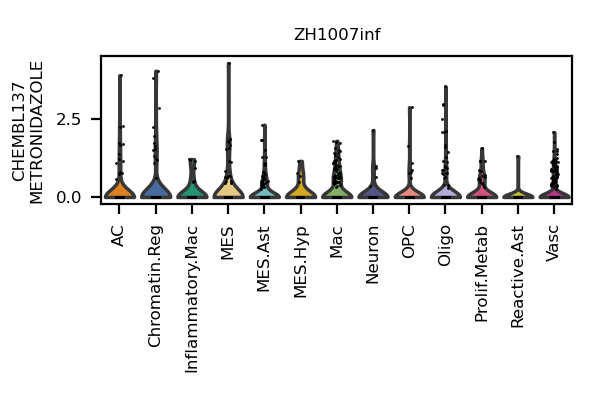 ZH1007inf
CHEMBL137
METRONIDAZOLE
2.5
0.0
AC
Chromatin.Reg
Inflammatory.Mac
MES
MES.Ast
MES.Hyp
Mac
Neuron
OPC
Oligo
Prolif.Metab
Reactive.Ast
Vasc